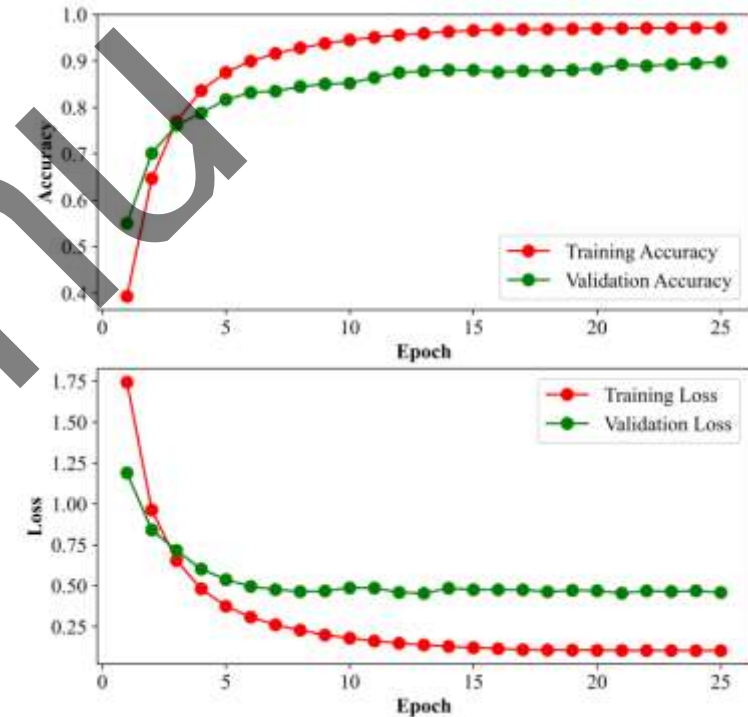 1.0
0.9
0.8
0.7
0.6
0.5
0.4
Accuracy
Training Accuracy
Validation Accuracy
0 5 10 15 20 25
Epoch
1.75
1.50
1.25
1.00
0.75
0.50
0.25
Loss
Training Loss
Validation Loss
0 5 10 15 20 25
Epoch